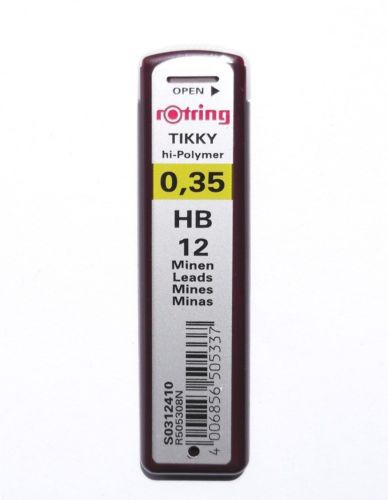 OPEN ▶
rotring
TIKKY
hi-Polymer
0,35
HB
12
Minen
Leads
Mines
Minas
S0312410
R505308N
4 006856 505337